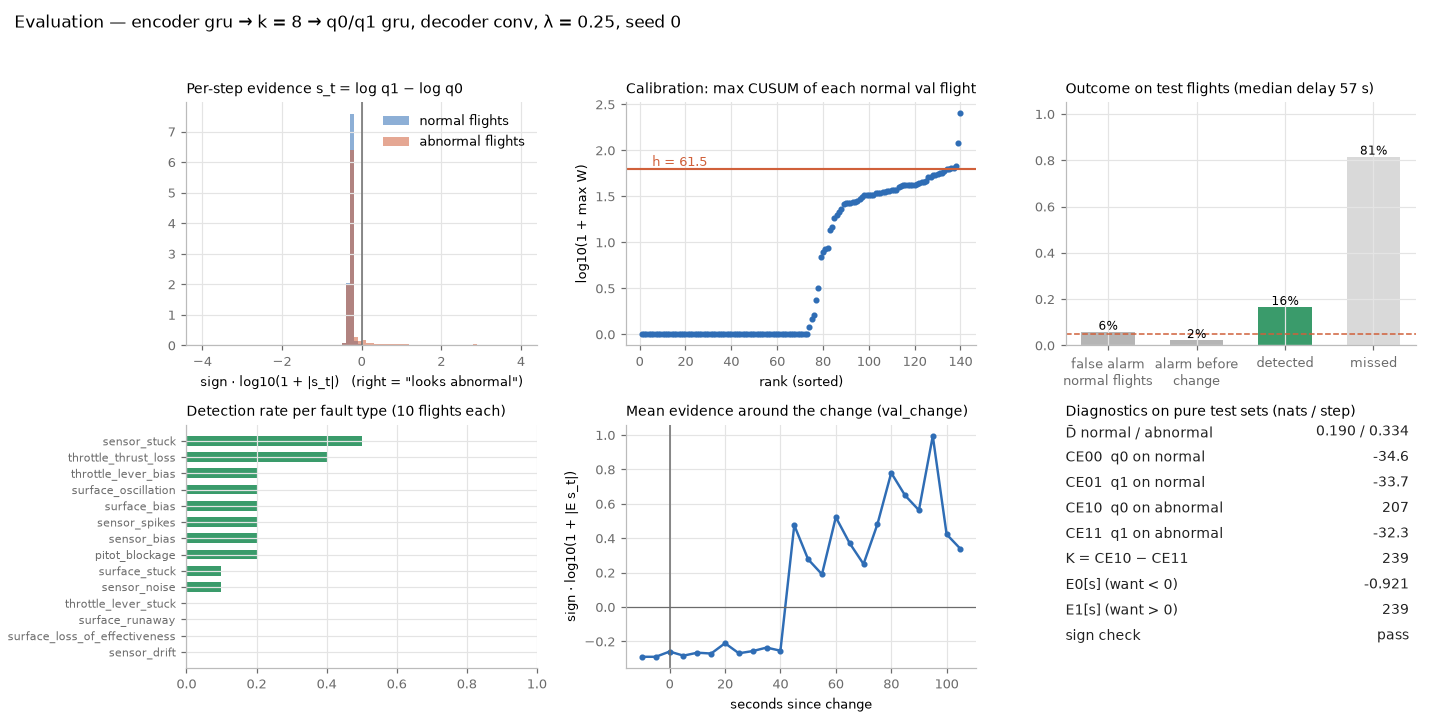 Evaluation — encoder gru → k = 8 → q0/q1 gru, decoder conv, λ = 0.25, seed 0
Per-step evidence s_t = log q1 − log q0
normal flights
abnormal flights
7
6
5
4
3
2
1
0
−4
−2
0
2
4
sign · log10(1 + |s_t|)   (right = "looks abnormal")
Calibration: max CUSUM of each normal val flight
h = 61.5
log10(1 + max W)
2.5
2.0
1.5
1.0
0.5
0.0
0
20
40
60
80
100
120
140
rank (sorted)
Outcome on test flights (median delay 57 s)
1.0
0.8
0.6
0.4
0.2
0.0
6%
2%
16%
81%
false alarm
normal flights
alarm before
change
detected
missed
Detection rate per fault type (10 flights each)
sensor_stuck
throttle_thrust_loss
throttle_lever_bias
surface_oscillation
surface_bias
sensor_spikes
sensor_bias
pitot_blockage
surface_stuck
sensor_noise
throttle_lever_stuck
surface_runaway
surface_loss_of_effectiveness
sensor_drift
0.0
0.2
0.4
0.6
0.8
1.0
Mean evidence around the change (val_change)
sign · log10(1 + |E s_t|)
1.0
0.8
0.6
0.4
0.2
0.0
−0.2
0
20
40
60
80
100
seconds since change
Diagnostics on pure test sets (nats / step)
D̄ normal / abnormal 0.190 / 0.334
CE00  q0 on normal -34.6
CE01  q1 on normal -33.7
CE10  q0 on abnormal 207
CE11  q1 on abnormal -32.3
K = CE10 − CE11 239
E0[s] (want < 0) -0.921
E1[s] (want > 0) 239
sign check pass